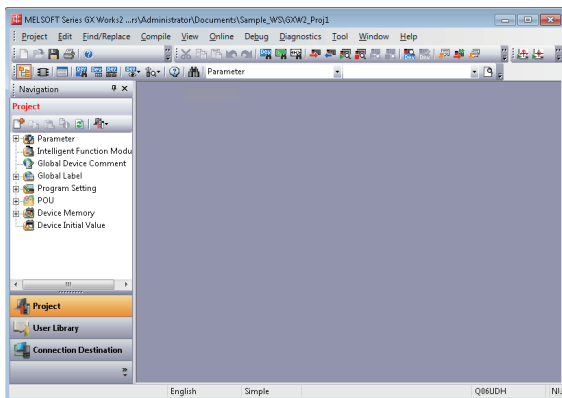 MELSOFT Series GX Works2 ...rs\Administrator\Documents\Sample_WS\GXW2_Proj1
Project Edit Find/Replace Compile View Online Debug Diagnostics Tool Window Help
Parameter
Navigation
Project
Parameter
Intelligent Function Modu
Global Device Comment
Global Label
Program Setting
POU
Device Memory
Device Initial Value
Project
User Library
Connection Destination
English Simple Q06UDH NU